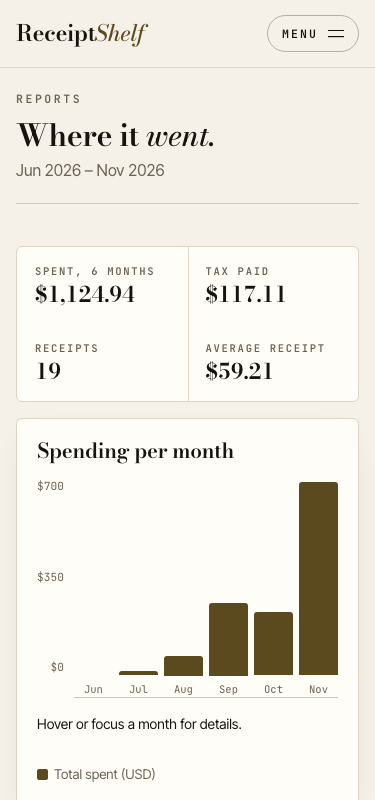 ReceiptShelf
MENU
REPORTS
Where it went.
Jun 2026 – Nov 2026
SPENT, 6 MONTHS
$1,124.94
TAX PAID
$117.11
RECEIPTS
19
AVERAGE RECEIPT
$59.21
Spending per month
$700
$350
$0
Jun Jul Aug Sep Oct Nov
Hover or focus a month for details.
Total spent (USD)